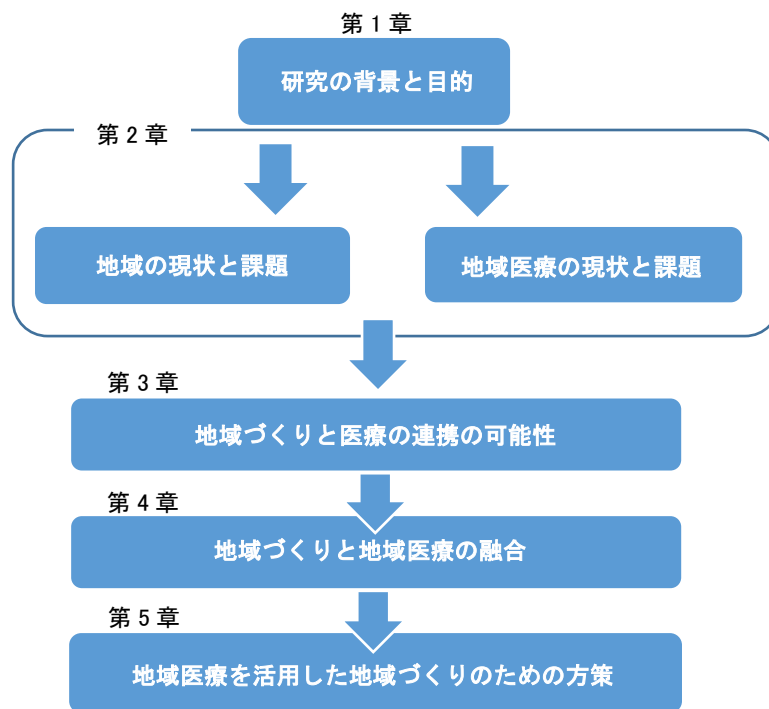 第1章
研究の背景と目的
第2章
地域の現状と課題
地域医療の現状と課題
第3章
地域づくりと医療の連携の可能性
第4章
地域づくりと地域医療の融合
第5章
地域医療を活用した地域づくりのための方策